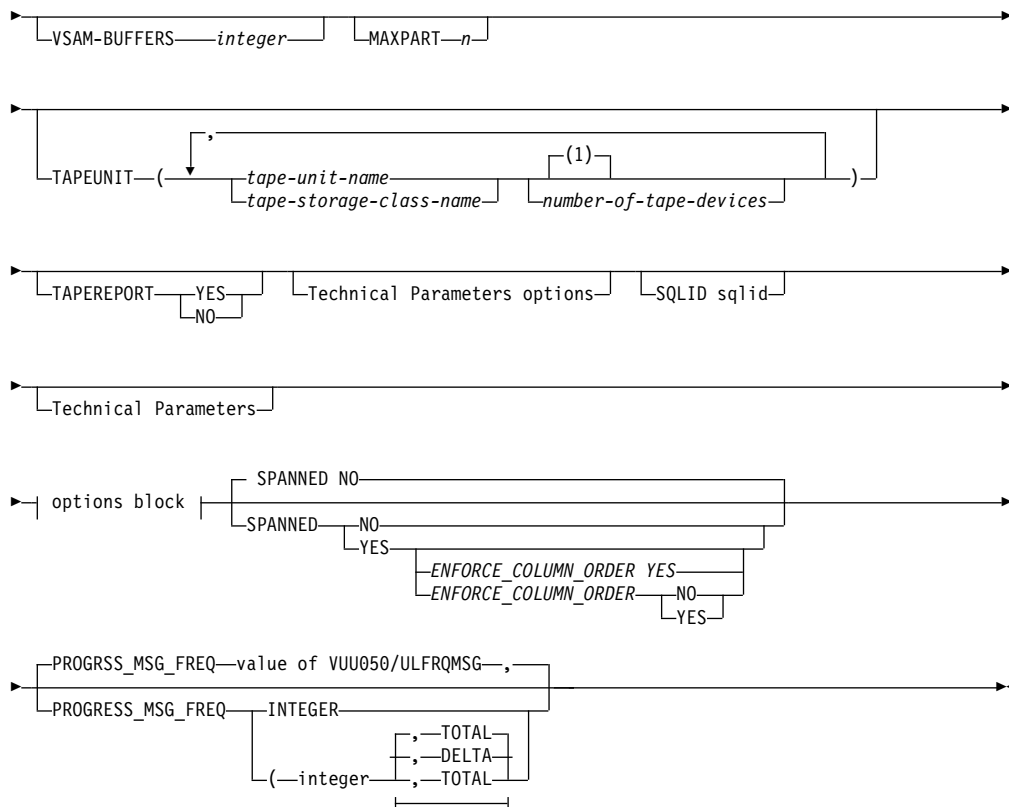 VSAM-BUFFERS integer MAXPART n
,
(1)
TAPEUNIT ( tape-unit-name )
tape-storage-class-name number-of-tape-devices
TAPEREPORT YES Technical Parameters options SQLID sqlid
NO
Technical Parameters
SPANNED NO
options block
SPANNED NO
YES
ENFORCE_COLUMN_ORDER YES
ENFORCE_COLUMN_ORDER NO
YES
PROGRSS_MSG_FREQ value of VUU050/ULFRQMSG ,
PROGRESS_MSG_FREQ INTEGER
, TOTAL
, DELTA
( integer , TOTAL